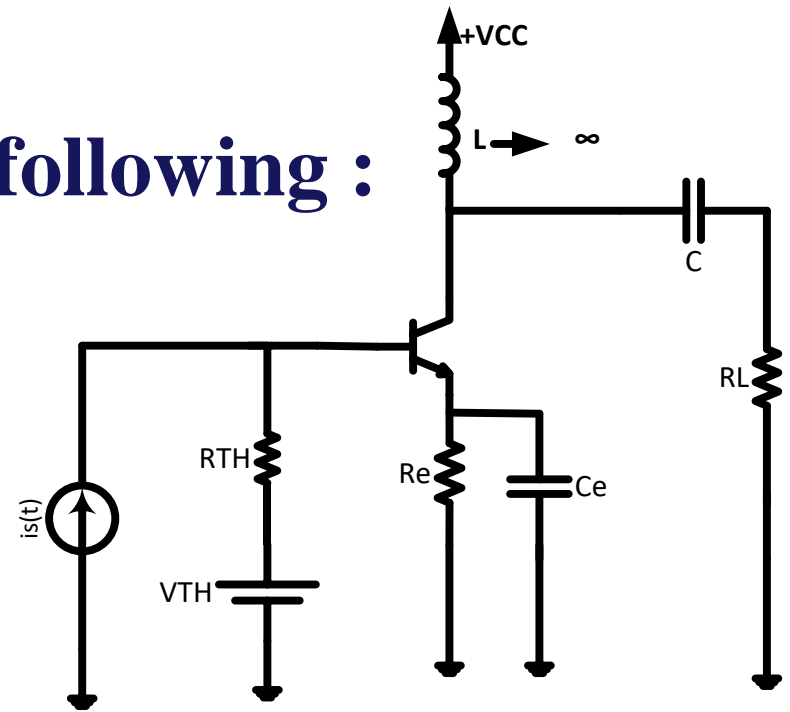 +VCC
L ∞
following :
C
RL
RTH
Re
Ce
is(t)
VTH